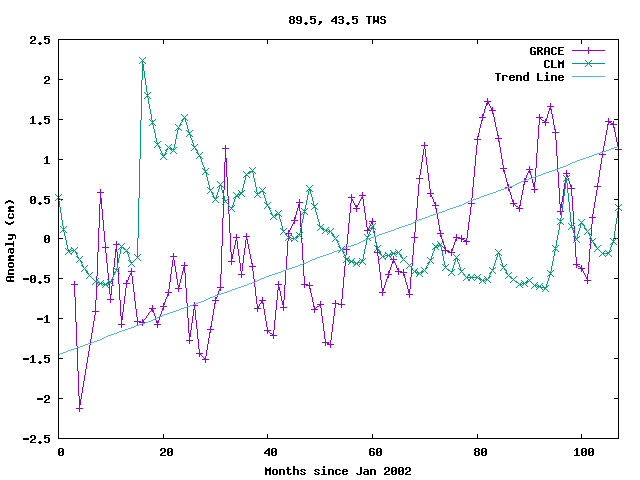 89.5, 43.5 TWS
GRACE
CLM
Trend Line
2.5
2
1.5
1
0.5
0
-0.5
-1
-1.5
-2
-2.5
Anomaly (cm)
0 20 40 60 80 100
Months since Jan 2002